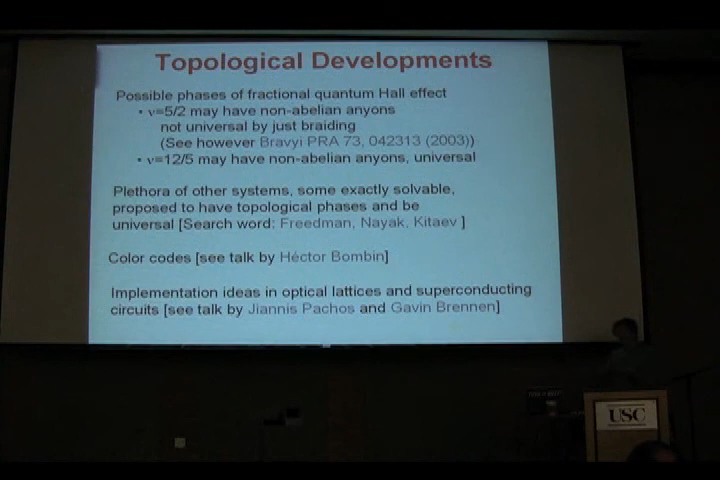 Topological Developments
Possible phases of fractional quantum Hall effect
• ν=5/2 may have non-abelian anyons
not universal by just braiding
(See however Bravyi PRA 73, 042313 (2003))
• ν=12/5 may have non-abelian anyons, universal
Plethora of other systems, some exactly solvable,
proposed to have topological phases and be
universal [Search word: Freedman, Nayak, Kitaev ]
Color codes [see talk by Héctor Bombin]
Implementation ideas in optical lattices and superconducting
circuits [see talk by Jiannis Pachos and Gavin Brennen]
USC